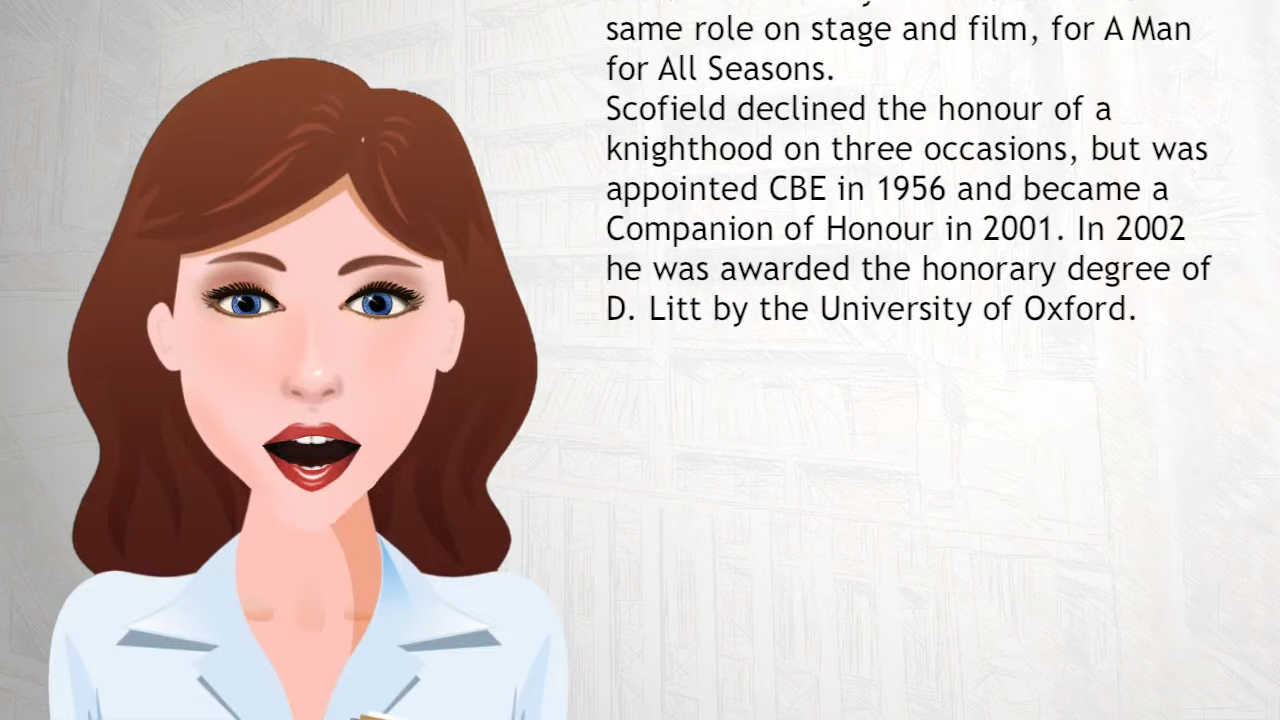 same role on stage and film, for A Man
for All Seasons.
Scofield declined the honour of a
knighthood on three occasions, but was
appointed CBE in 1956 and became a
Companion of Honour in 2001. In 2002
he was awarded the honorary degree of
D. Litt by the University of Oxford.